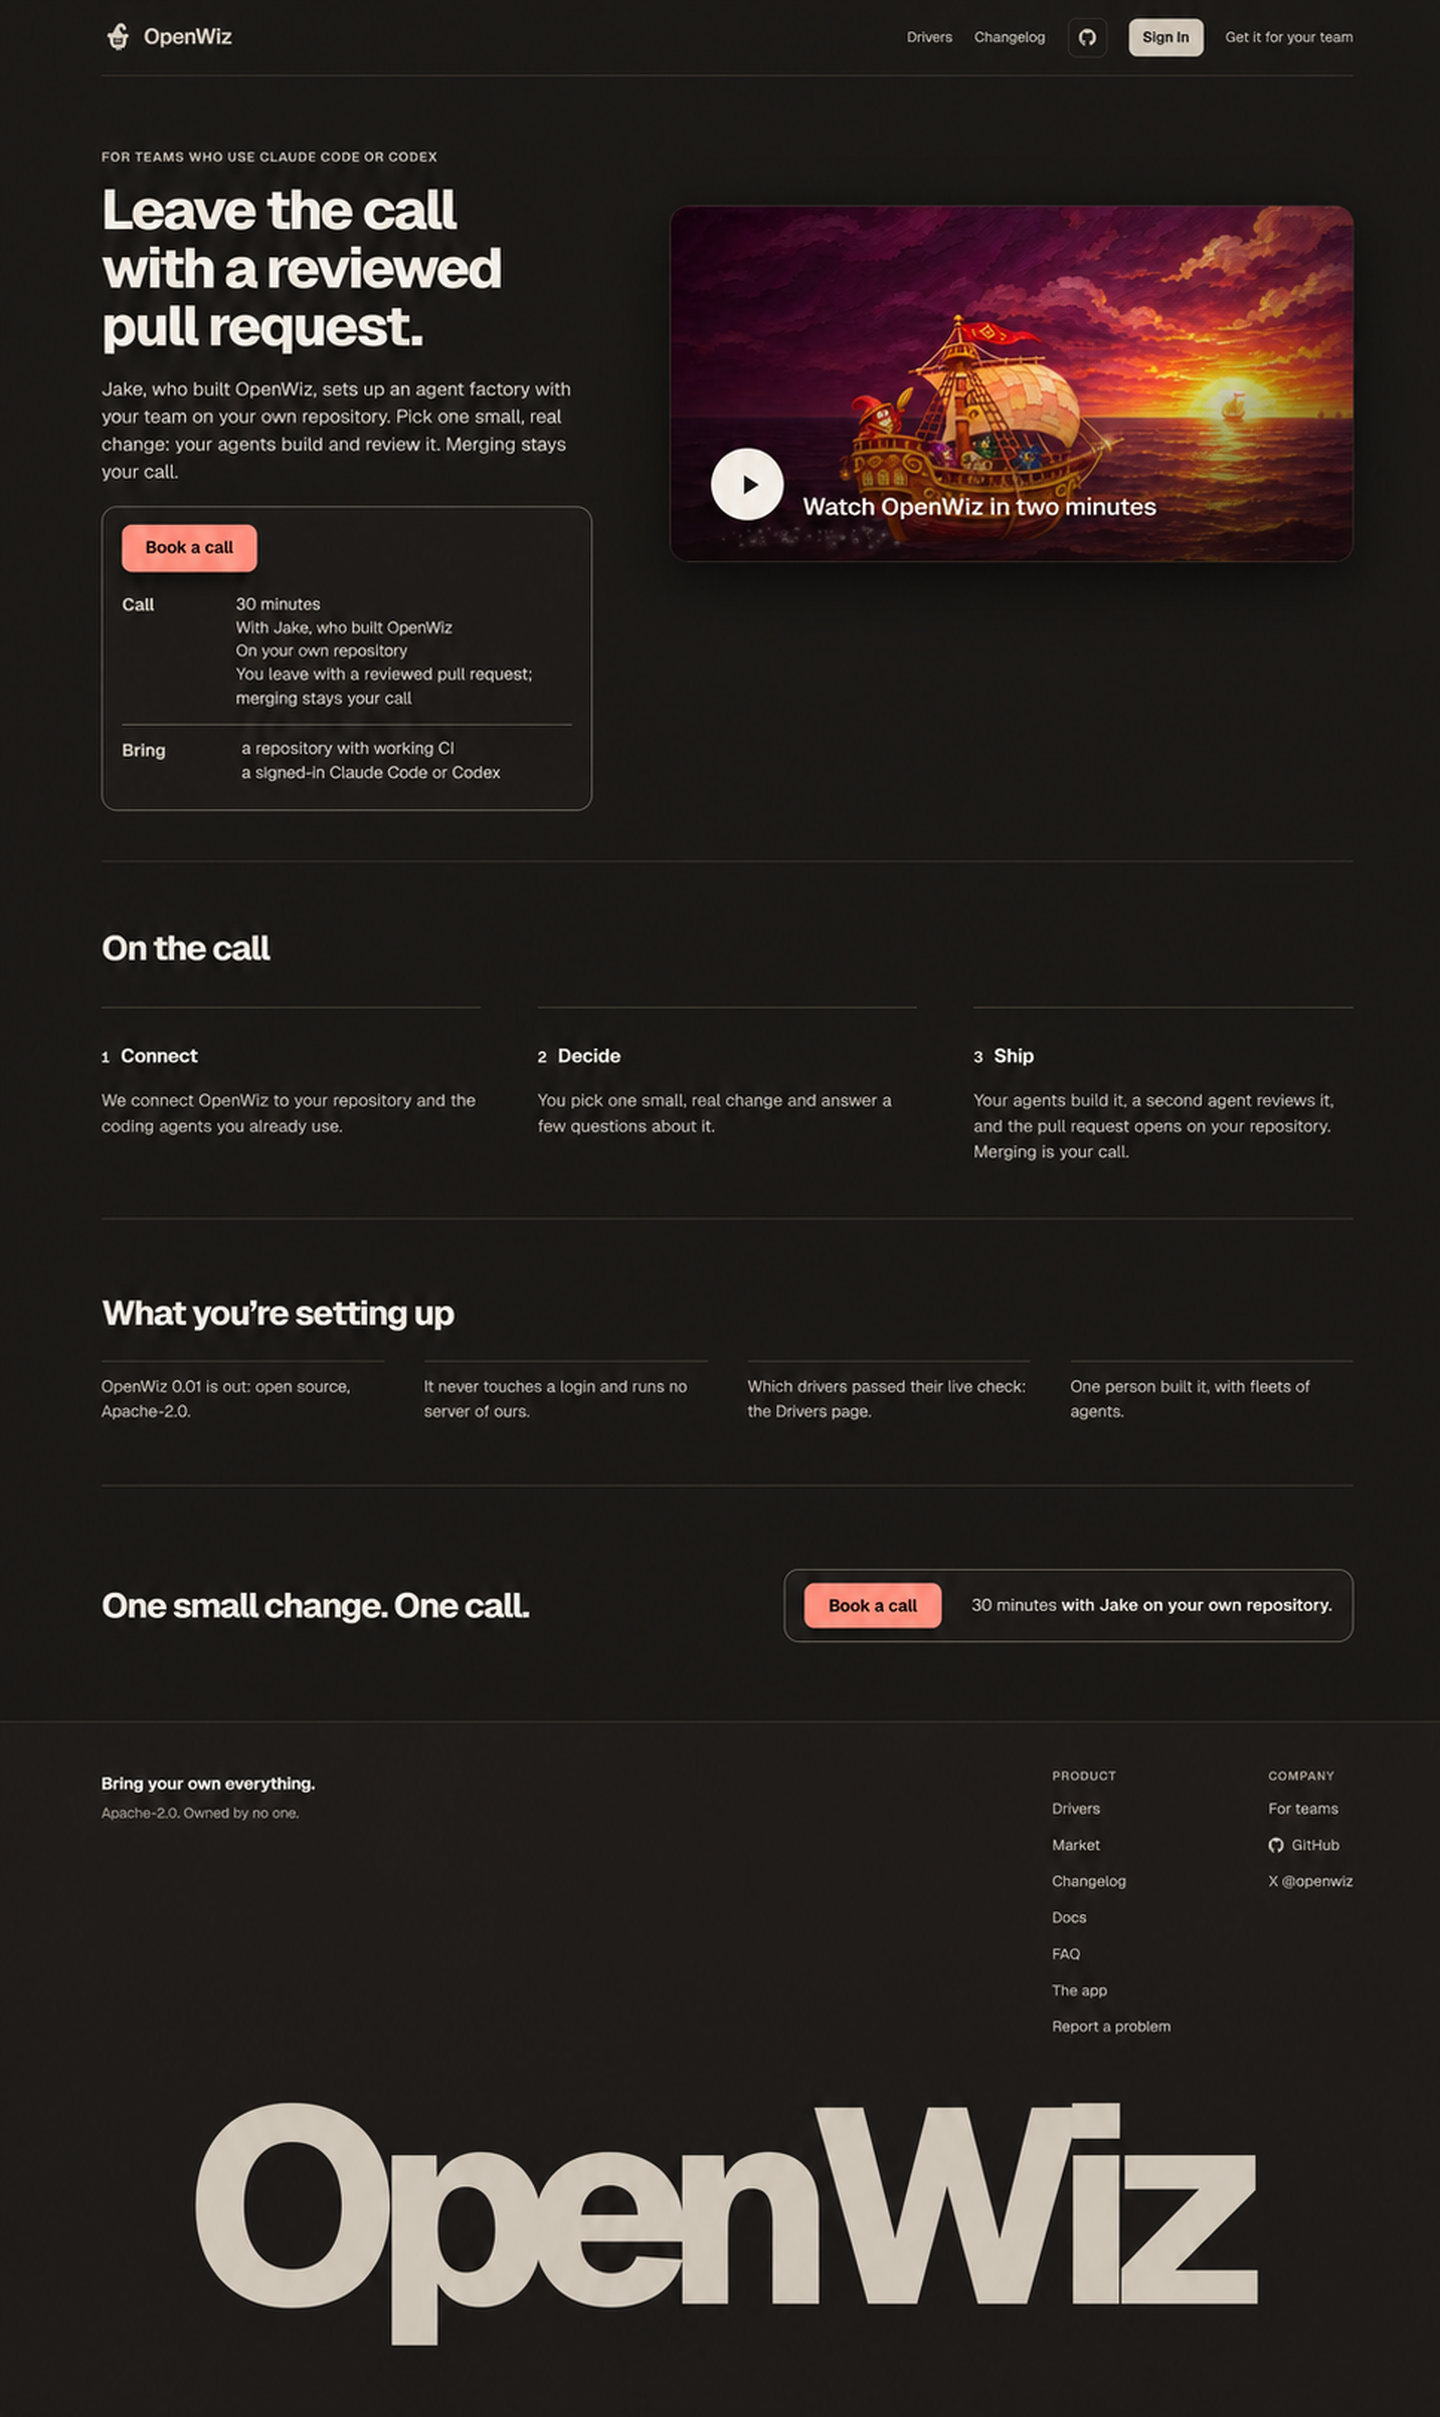 OpenWiz
Drivers
Changelog
Sign In
Get it for your team
FOR TEAMS WHO USE CLAUDE CODE OR CODEX
Leave the call
with a reviewed
pull request.
Jake, who built OpenWiz, sets up an agent factory with
your team on your own repository. Pick one small, real
change: your agents build and review it. Merging stays
your call.
Watch OpenWiz in two minutes
Book a call
Call
30 minutes
With Jake, who built OpenWiz
On your own repository
You leave with a reviewed pull request;
merging stays your call
Bring
a repository with working CI
a signed-in Claude Code or Codex
On the call
1 Connect
We connect OpenWiz to your repository and the
coding agents you already use.
2 Decide
You pick one small, real change and answer a
few questions about it.
3 Ship
Your agents build it, a second agent reviews it,
and the pull request opens on your repository.
Merging is your call.
What you’re setting up
OpenWiz 0.01 is out: open source,
Apache-2.0.
It never touches a login and runs no
server of ours.
Which drivers passed their live check:
the Drivers page.
One person built it, with fleets of
agents.
One small change. One call.
Book a call
30 minutes with Jake on your own repository.
Bring your own everything.
Apache-2.0. Owned by no one.
PRODUCT
Drivers
Market
Changelog
Docs
FAQ
The app
Report a problem
COMPANY
For teams
GitHub
X @openwiz
OpenWiz